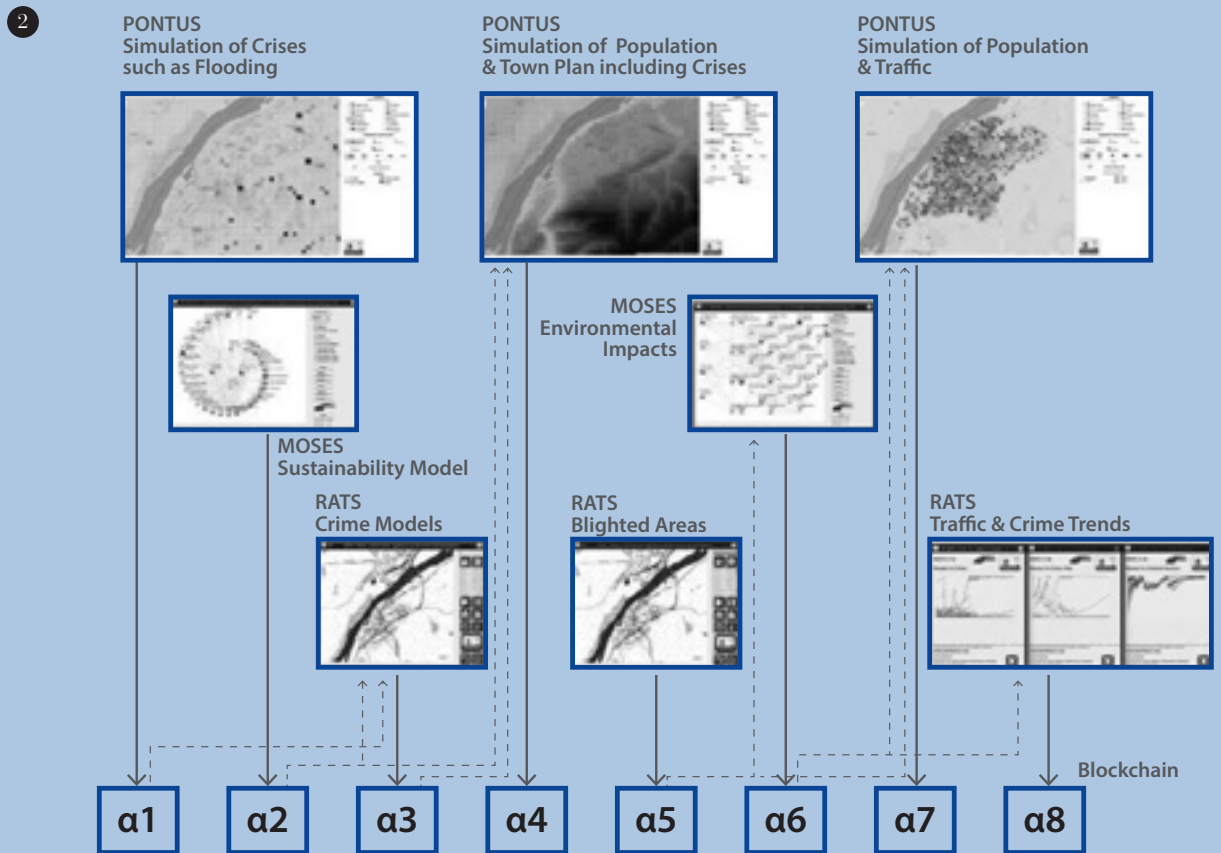 2
PONTUS
Simulation of Crises
such as Flooding
PONTUS
Simulation of Population
& Town Plan including Crises
PONTUS
Simulation of Population
& Traffic
MOSES
Sustainability Model
MOSES
Environmental
Impacts
RATS
Crime Models
RATS
Blighted Areas
RATS
Traffic & Crime Trends
Blockchain
α1
α2
α3
α4
α5
α6
α7
α8